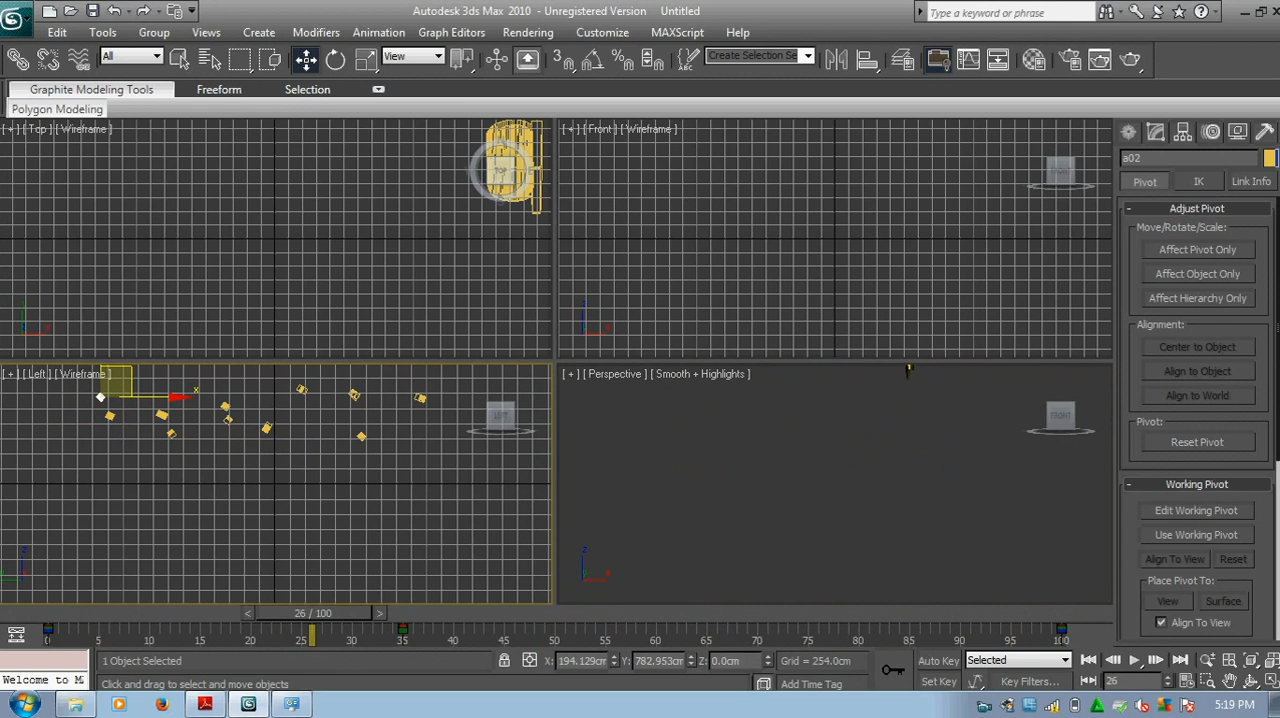 Autodesk 3ds Max 2010 - Unregistered Version Untitled
Type a keyword or phrase
Edit Tools Group Views Create Modifiers Animation Graph Editors Rendering Customize MAXScript Help
All View Create Selection Se
Graphite Modeling Tools Freeform Selection
Polygon Modeling
[ + ] [ Top ] [ Wireframe ] TOP
[ + ] [ Front ] [ Wireframe ] FRONT
[ + ] [ Left ] [ Wireframe ] LEFT
[ + ] [ Perspective ] [ Smooth + Highlights ] FRONT
a02
Pivot IK Link Info
- Adjust Pivot
Move/Rotate/Scale:
Affect Pivot Only
Affect Object Only
Affect Hierarchy Only
Alignment:
Center to Object
Align to Object
Align to World
Pivot:
Reset Pivot
- Working Pivot
Edit Working Pivot
Use Working Pivot
Align To View Reset
Place Pivot To:
View Surface
Align To View
< 26 / 100 >
0 5 10 15 20 25 30 35 40 45 50 55 60 65 70 75 80 85 90 95 100
1 Object Selected X: 194.129cm Y: 782.953cm Z: 0.0cm Grid = 254.0cm Auto Key Selected
Welcome to M Click and drag to select and move objects Add Time Tag Set Key Key Filters... 26
5:19 PM